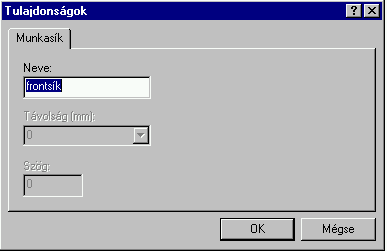 Tulajdonságok
Munkasík
Neve:
frontsík
Távolság (mm):
0
Szög:
0
OK
Mégse